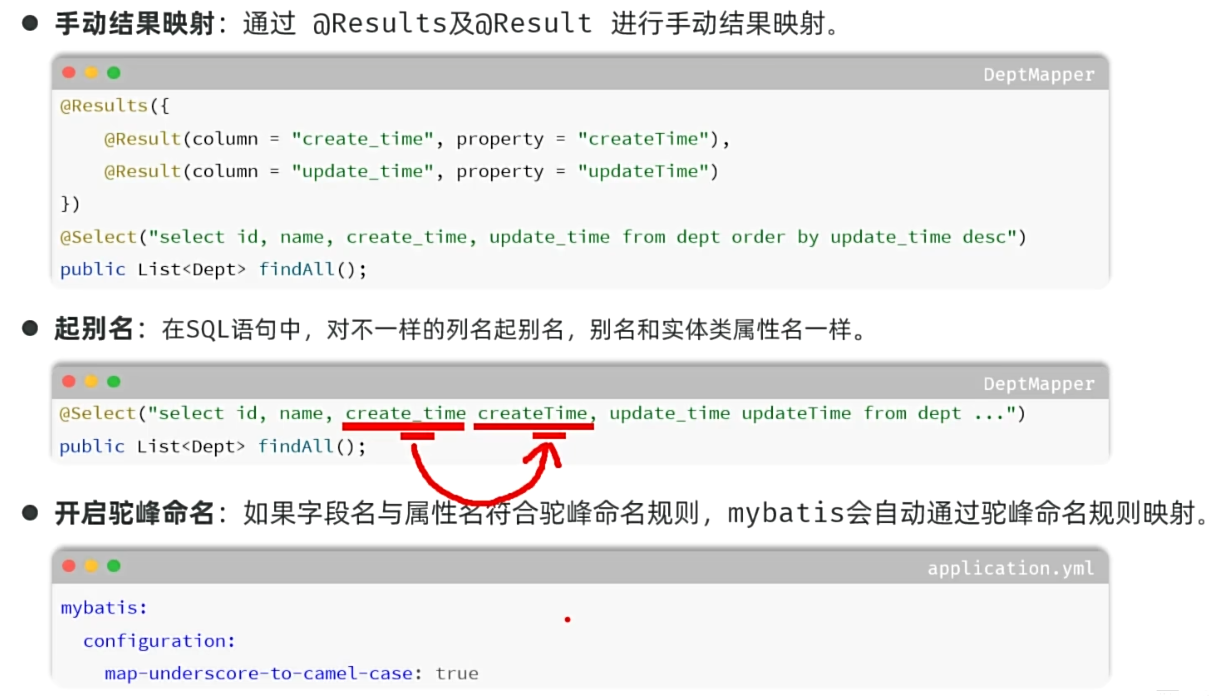 ● 手动结果映射：通过 @Results及@Result 进行手动结果映射。
DeptMapper
@Results({
    @Result(column = "create_time", property = "createTime"),
    @Result(column = "update_time", property = "updateTime")
})
@Select("select id, name, create_time, update_time from dept order by update_time desc")
public List<Dept> findAll();
● 起别名：在SQL语句中，对不一样的列名起别名，别名和实体类属性名一样。
DeptMapper
@Select("select id, name, create_time createTime, update_time updateTime from dept ...")
public List<Dept> findAll();
● 开启驼峰命名：如果字段名与属性名符合驼峰命名规则，mybatis会自动通过驼峰命名规则映射。
application.yml
mybatis:
  configuration:
    map-underscore-to-camel-case: true